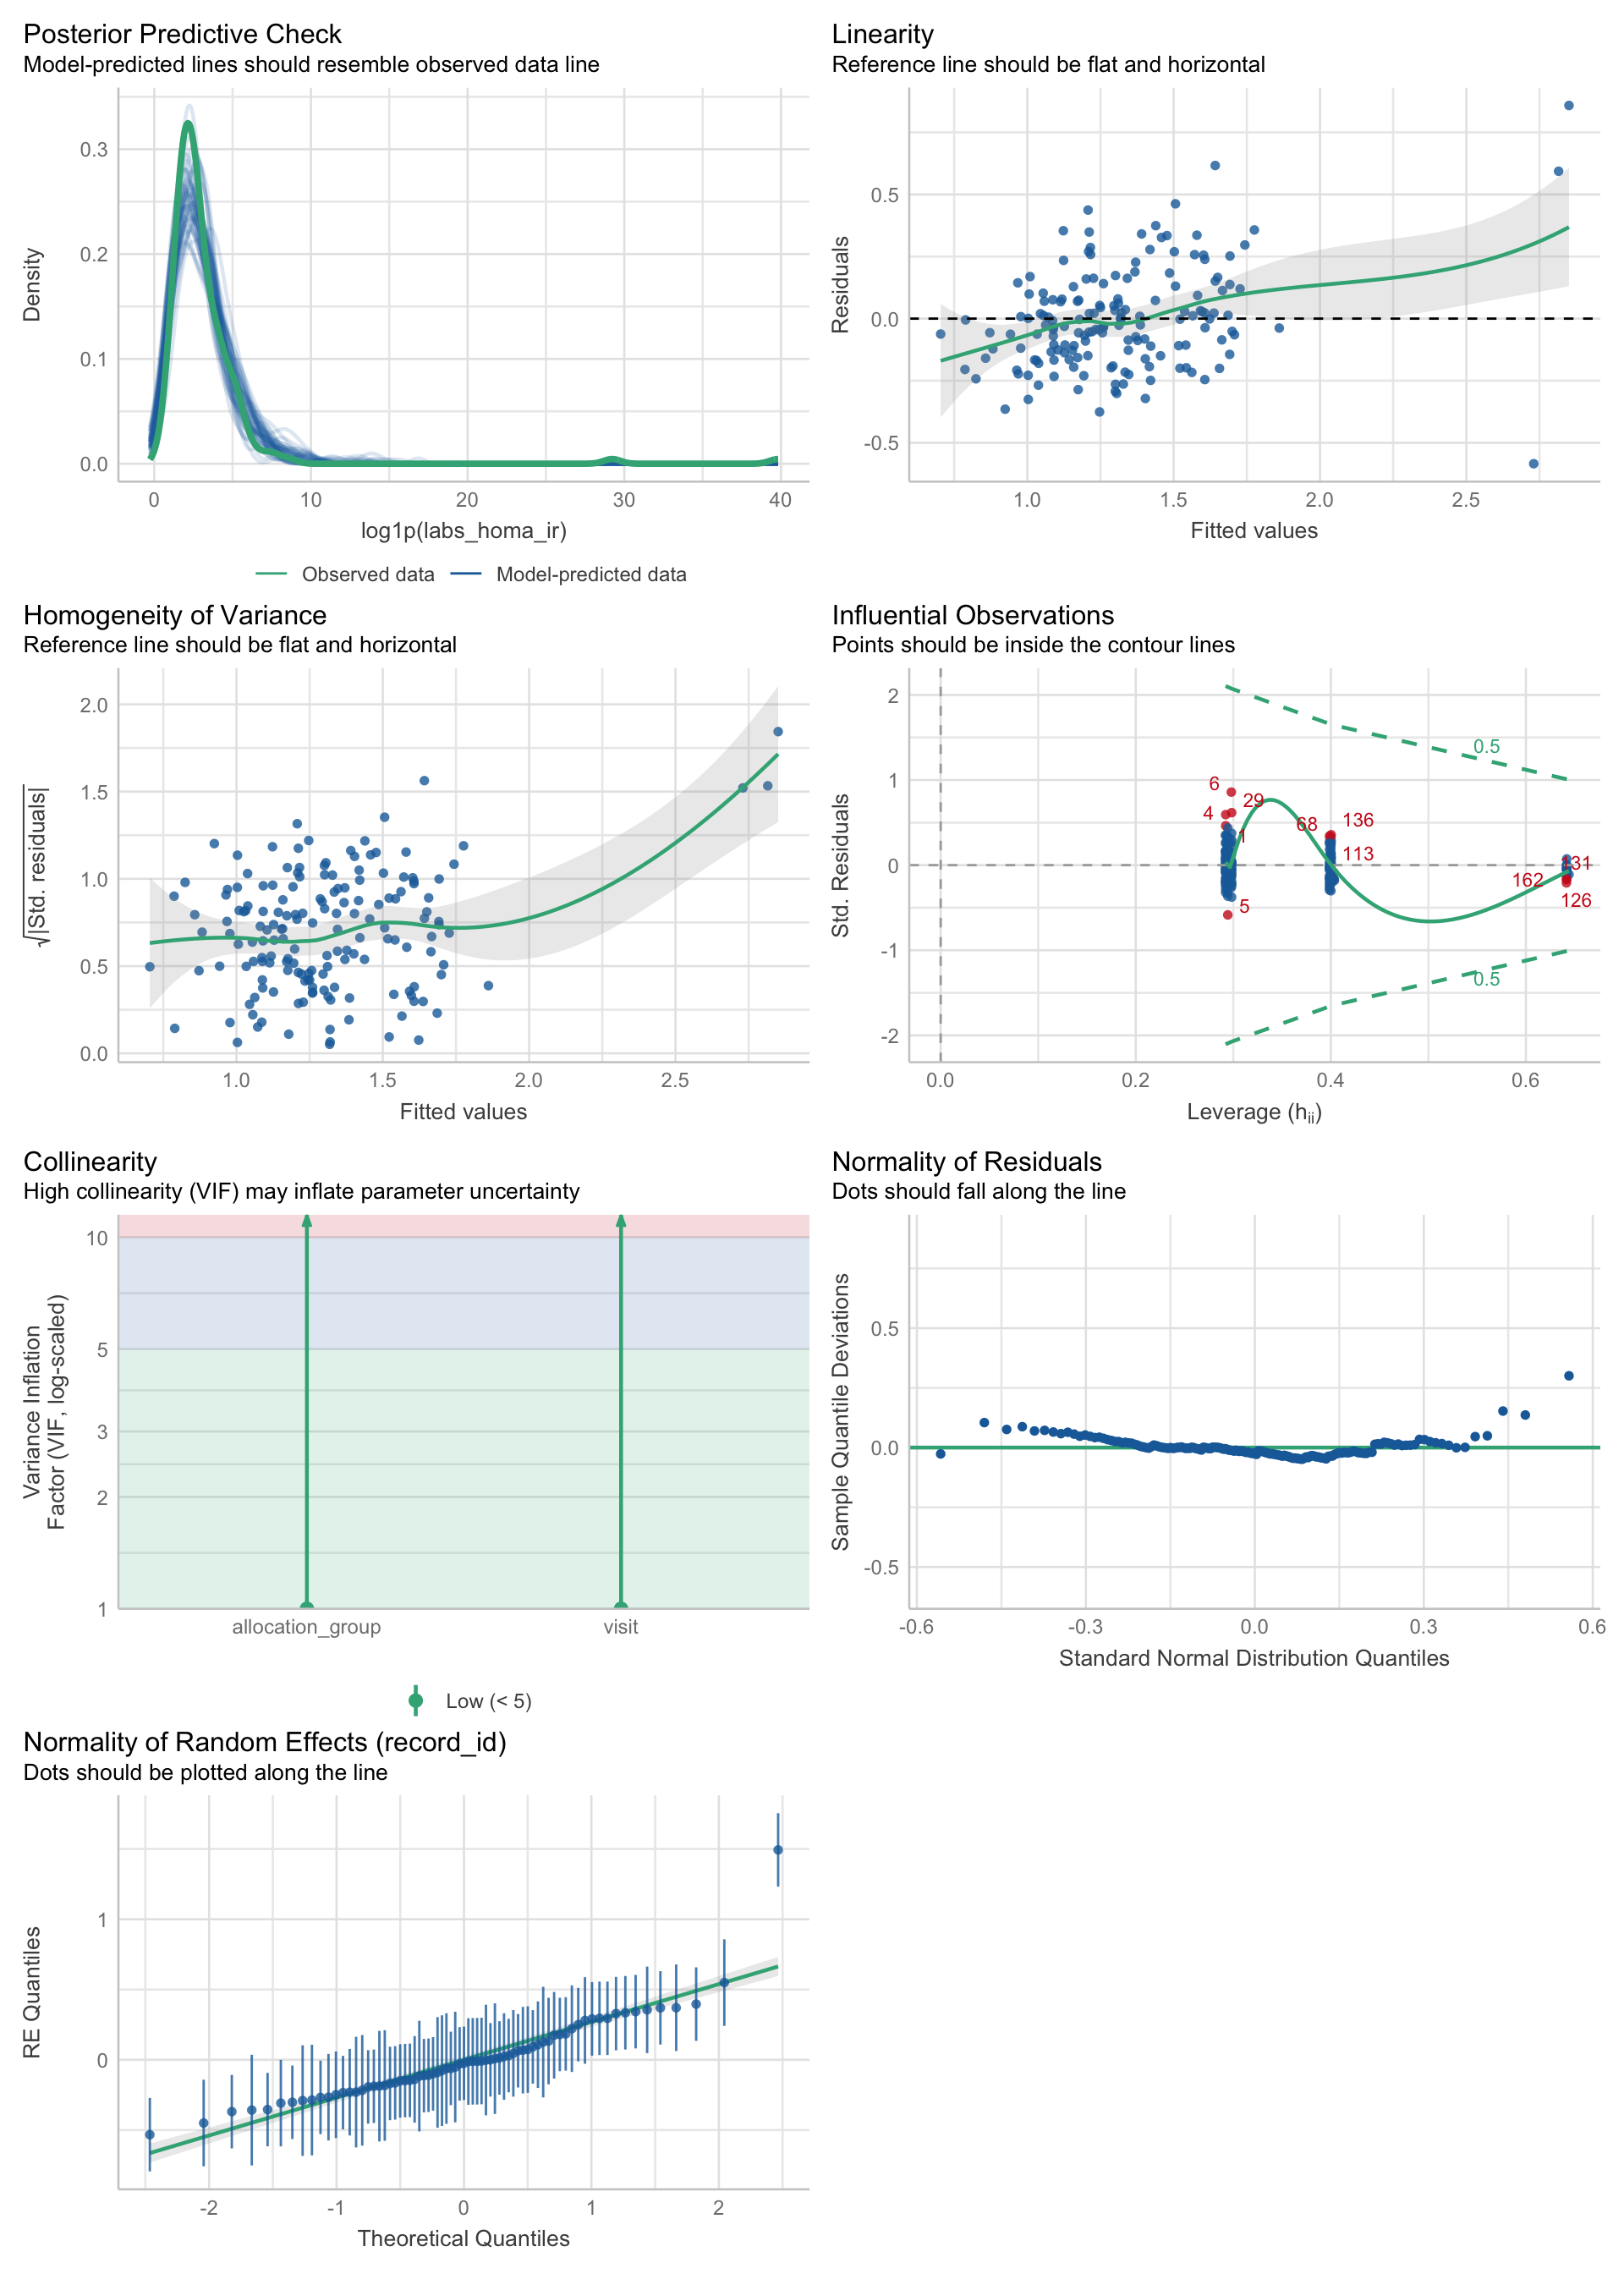 Posterior Predictive Check
Model-predicted lines should resemble observed data line
Density
0.3
0.2
0.1
0.0
0
10
20
30
40
log1p(labs_homa_ir)
Observed data
Model-predicted data
Linearity
Reference line should be flat and horizontal
Residuals
0.5
0.0
-0.5
1.0
1.5
2.0
2.5
Fitted values
Homogeneity of Variance
Reference line should be flat and horizontal
√|Std. residuals|
2.0
1.5
1.0
0.5
0.0
1.0
1.5
2.0
2.5
Fitted values
Influential Observations
Points should be inside the contour lines
Std. Residuals
2
1
0
-1
-2
0.5
6
29
4
1
68
136
113
131
162
126
5
0.5
0.0
0.2
0.4
0.6
Leverage (hii)
Collinearity
High collinearity (VIF) may inflate parameter uncertainty
Variance Inflation
Factor (VIF, log-scaled)
10
5
3
2
1
allocation_group
visit
Low (< 5)
Normality of Residuals
Dots should fall along the line
Sample Quantile Deviations
0.5
0.0
-0.5
-0.6
-0.3
0.0
0.3
0.6
Standard Normal Distribution Quantiles
Normality of Random Effects (record_id)
Dots should be plotted along the line
RE Quantiles
1
0
-2
-1
0
1
2
Theoretical Quantiles